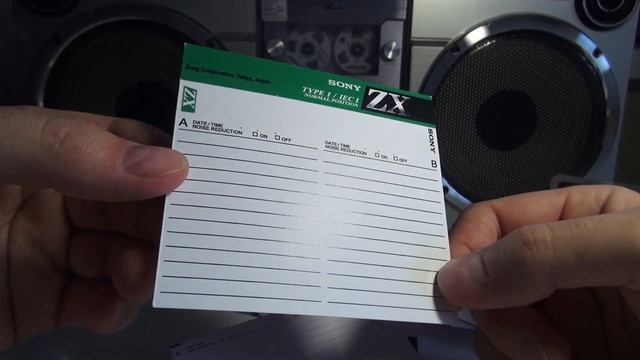 Sony Corporation, Tokyo, Japan
SONY
TYPE I / IEC I
NORMAL POSITION
ZX
ZX
SONY
A DATE/TIME
NOISE REDUCTION ☐ ON ☐ OFF
DATE/TIME
NOISE REDUCTION ☐ ON ☐ OFF
B